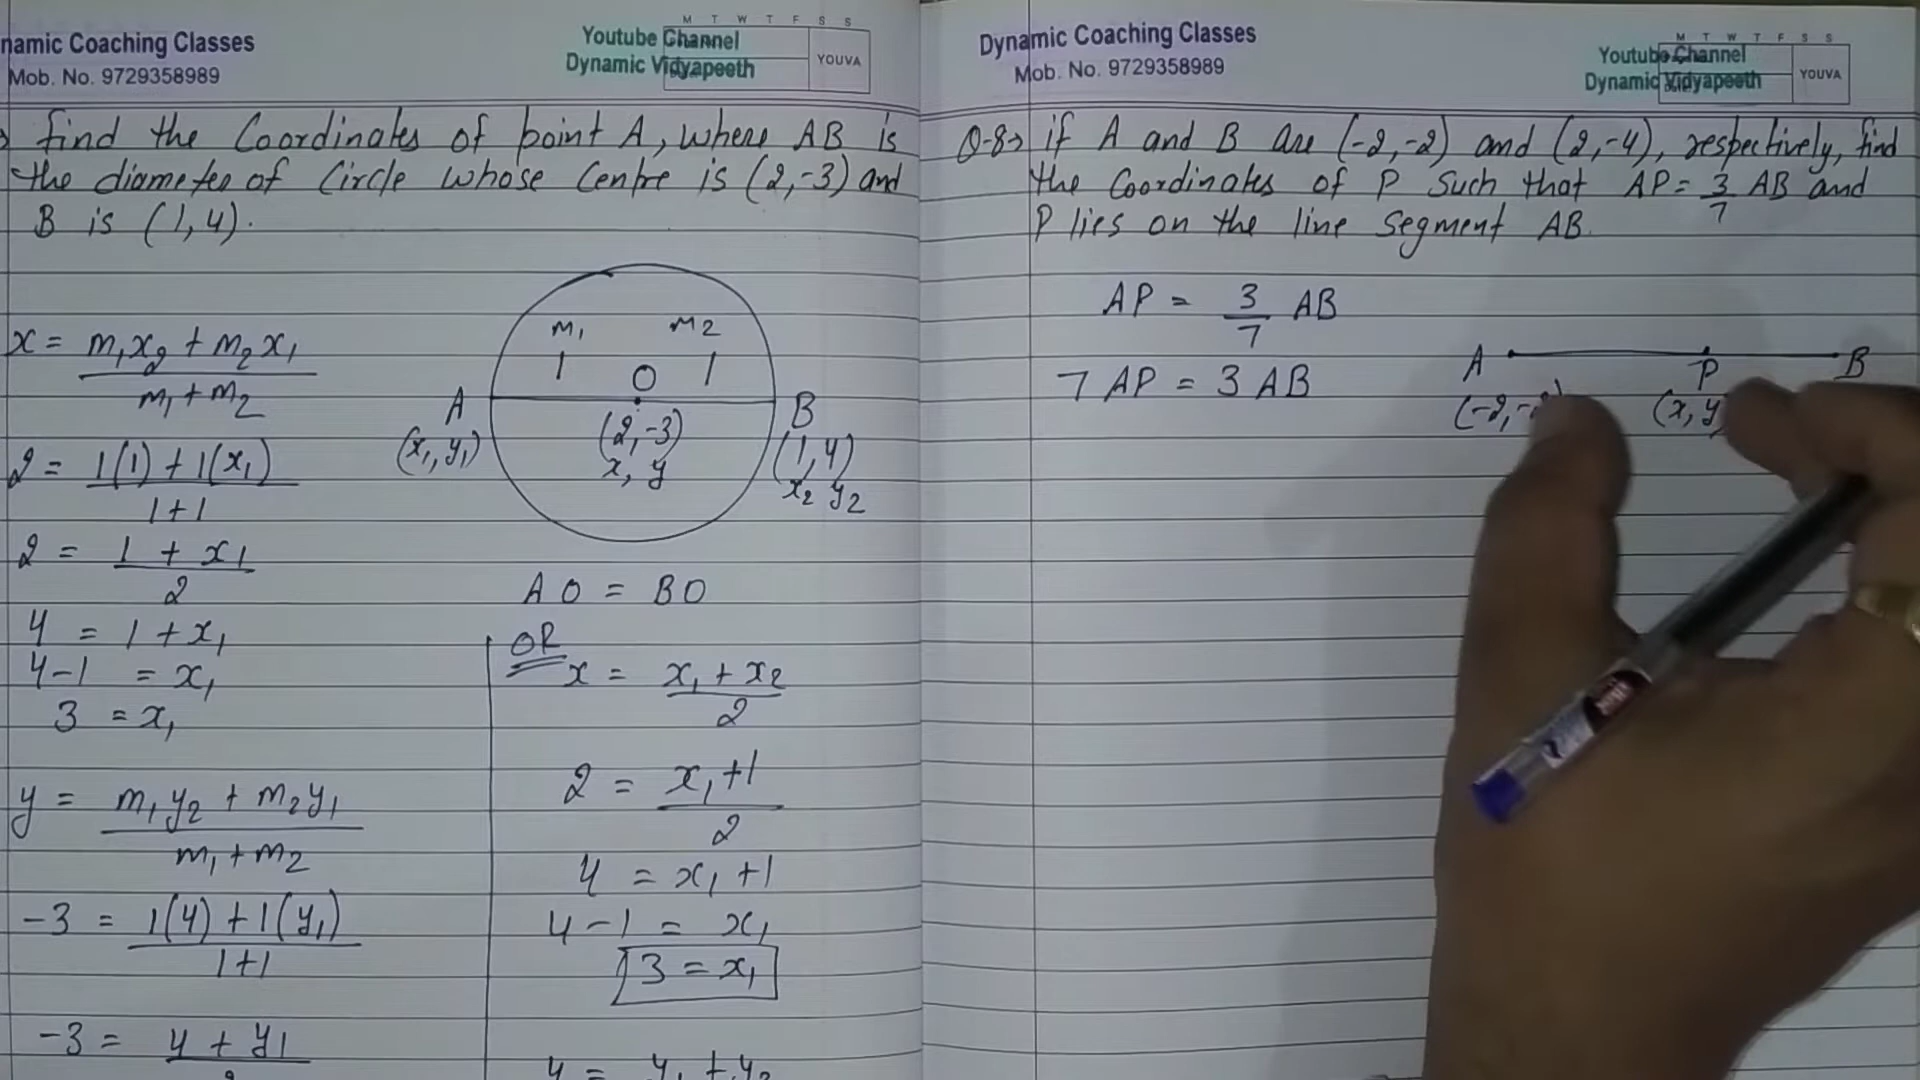 namic Coaching Classes
Mob. No. 9729358989
Youtube Channel
Dynamic Vidyapeeth
M T W T F S S
YOUVA
find the Coordinates of point A, where AB is
the diameter of Circle whose Centre is (2,-3) and
B is (1,4).
x = m₁x₂ + m₂x₁
m₁ + m₂
2 = 1(1) + 1(x₁)
1+1
2 = 1 + x₁
2
4 = 1 + x₁
4-1 = x₁
3 = x₁
y = m₁y₂ + m₂y₁
m₁ + m₂
-3 = 1(4) + 1(y₁)
1+1
-3 = 4 + y₁
m₁ m₂
1 O 1
A B
(x₁, y₁) (2,-3) (1,4)
x, y x₂ y₂
AO = BO
OR
x = x₁ + x₂
2
2 = x₁+1
2
4 = x₁+1
4-1 = x₁
3 = x₁
y = y₁ + y₂
Dynamic Coaching Classes
Mob. No. 9729358989
Youtube Channel
Dynamic Vidyapeeth
M T W T F S S
YOUVA
Q-8→ if A and B are (-2,-2) and (2,-4), respectively, find
the Coordinates of P Such that AP = 3/7 AB and
P lies on the line segment AB.
AP = 3/7 AB
7 AP = 3 AB
A P B
(-2,- (x, y